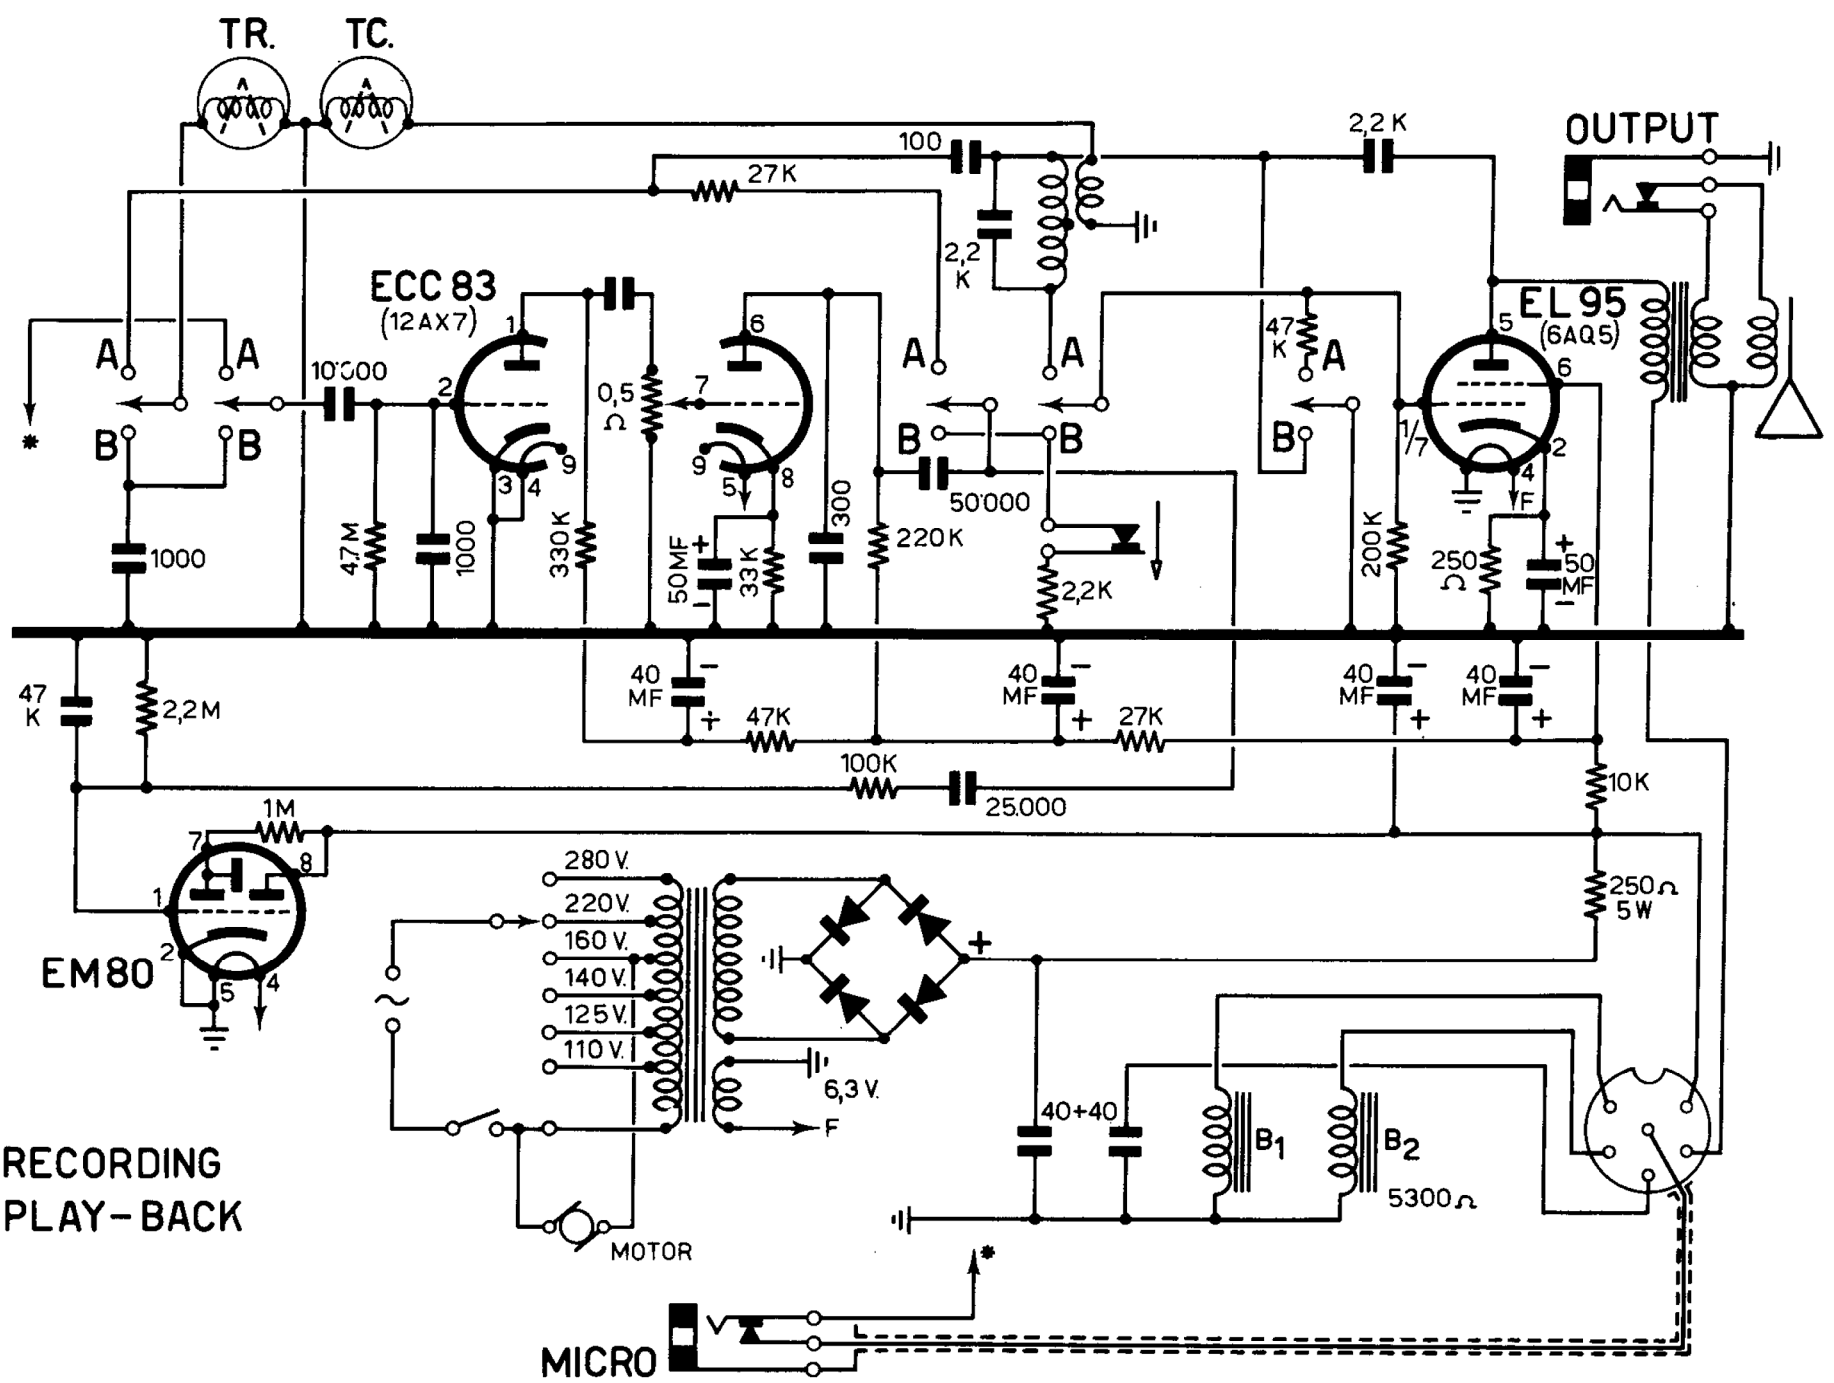 TR. TC.
100
2,2 K
OUTPUT
27 K
2,2
K
ECC 83
(12AX7)
EL 95
(6AQ5)
1
6
5
6
47
K
A A
10'000
2
0,5
Ω
7
A A
A
B B
9
9
B B
B
1/7
2
3 4
5 8
4
F
50'000
1000
47M
1000
330K
50MF
+
-
33K
300
220K
2,2K
200K
250
Ω
+
50
MF
-
*
47
K
2,2M
40
MF
-
+
40
MF
-
+
40
MF
-
+
40
MF
-
+
47K
27K
100K
25.000
10K
1M
7
8
1
2
5 4
EM80
280 V.
220 V.
160 V.
140 V.
125 V.
110 V.
~
+
250Ω
5W
6,3 V.
F
40+40
B1
B2
5300Ω
RECORDING
PLAY-BACK
MOTOR
*
MICRO